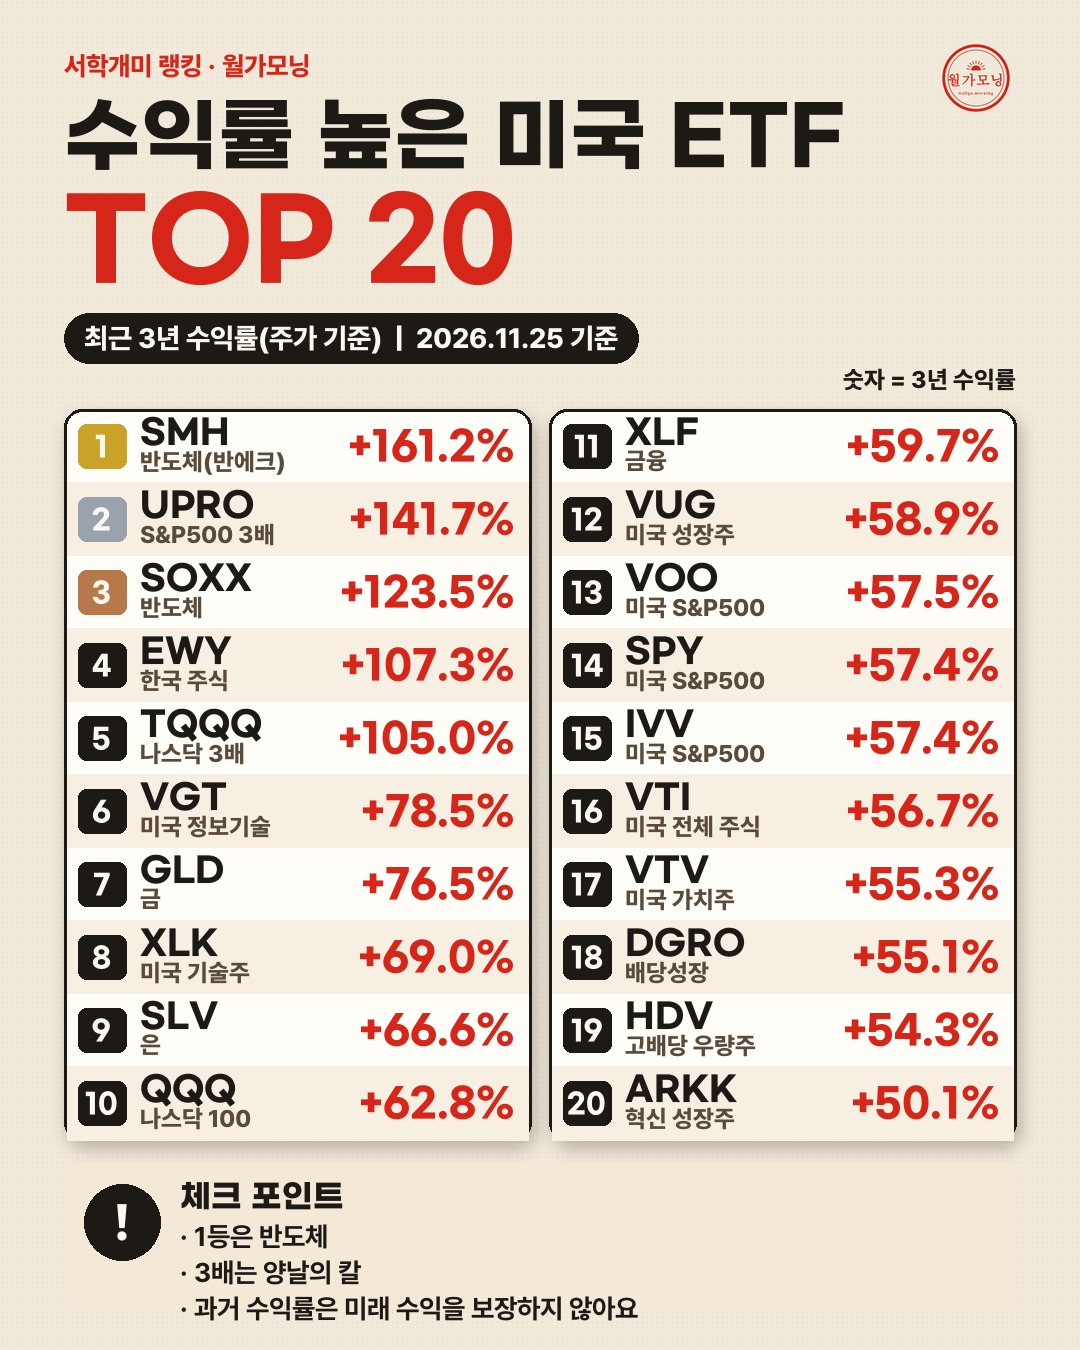 서학개미 랭킹 · 월가모닝
월가모닝
수익률 높은 미국 ETF
TOP 20
최근 3년 수익률(주가 기준) | 2026.11.25 기준
숫자 = 3년 수익률
1 SMH +161.2%
반도체(반에크)
2 UPRO +141.7%
S&P500 3배
3 SOXX +123.5%
반도체
4 EWY +107.3%
한국 주식
5 TQQQ +105.0%
나스닥 3배
6 VGT +78.5%
미국 정보기술
7 GLD +76.5%
금
8 XLK +69.0%
미국 기술주
9 SLV +66.6%
은
10 QQQ +62.8%
나스닥 100
11 XLF +59.7%
금융
12 VUG +58.9%
미국 성장주
13 VOO +57.5%
미국 S&P500
14 SPY +57.4%
미국 S&P500
15 IVV +57.4%
미국 S&P500
16 VTI +56.7%
미국 전체 주식
17 VTV +55.3%
미국 가치주
18 DGRO +55.1%
배당성장
19 HDV +54.3%
고배당 우량주
20 ARKK +50.1%
혁신 성장주
! 체크 포인트
· 1등은 반도체
· 3배는 양날의 칼
· 과거 수익률은 미래 수익을 보장하지 않아요